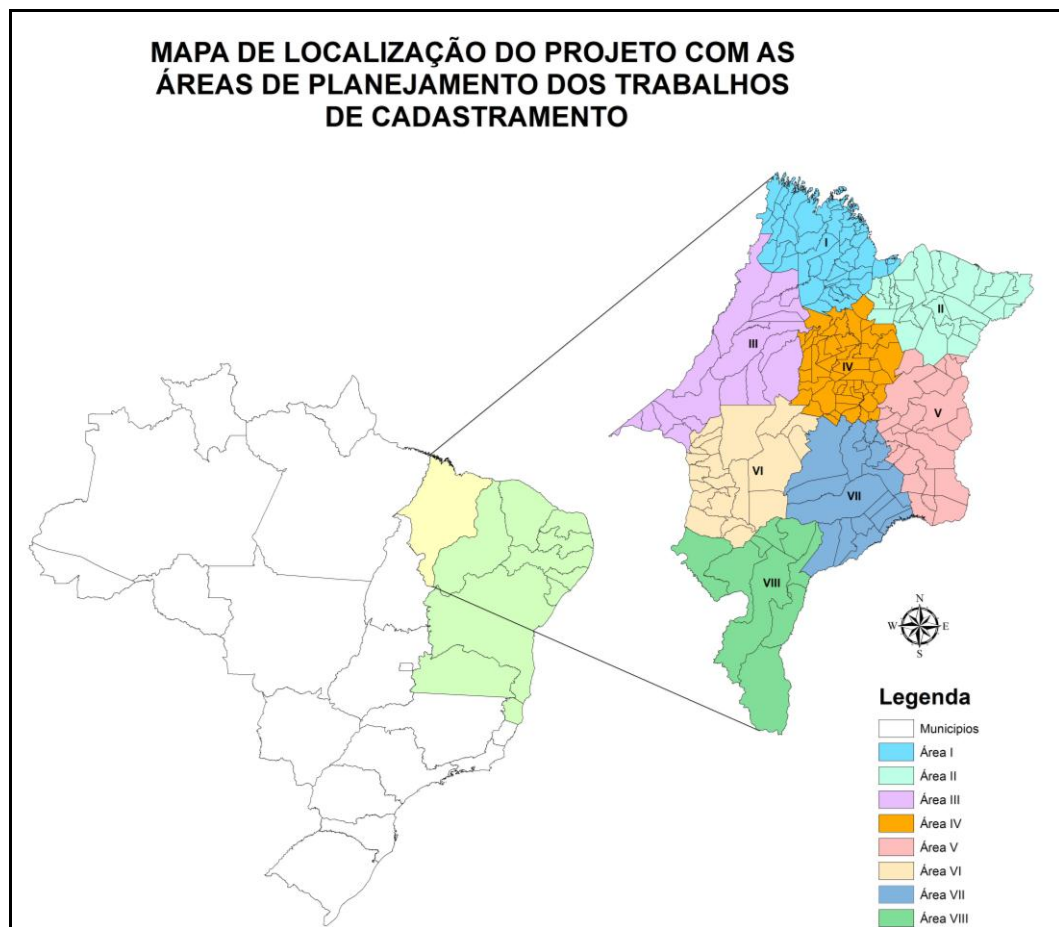 MAPA DE LOCALIZAÇÃO DO PROJETO COM AS
ÁREAS DE PLANEJAMENTO DOS TRABALHOS
DE CADASTRAMENTO
I
II
III
IV
V
VI
VII
VIII
N
W
E
S
Legenda
Municipios
Área I
Área II
Área III
Área IV
Área V
Área VI
Área VII
Área VIII